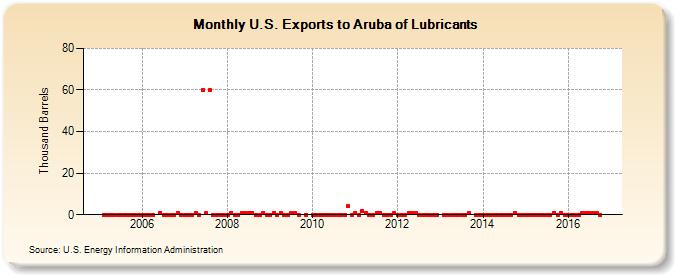 Monthly U.S. Exports to Aruba of Lubricants
Thousand Barrels
80
60
40
20
0
2006 2008 2010 2012 2014 2016
Source: U.S. Energy Information Administration